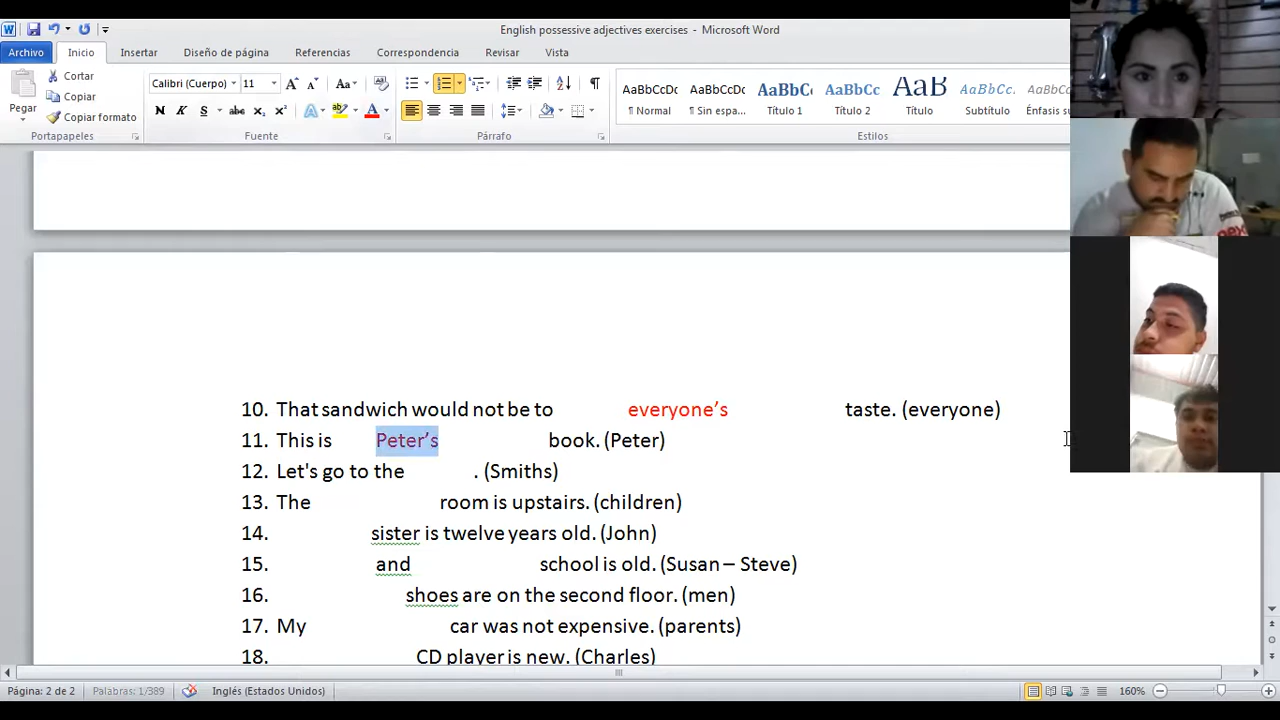 English possessive adjectives exercises - Microsoft Word
Archivo Inicio Insertar Diseño de página Referencias Correspondencia Revisar Vista
Cortar
Copiar
Copiar formato
Pegar
Calibri (Cuerpo) 11
N K S abc
AaBbCcDc AaBbCcDc AaBbC AaBbCc AaB AaBbCc. AaBbCcD
¶ Normal ¶ Sin espa... Título 1 Título 2 Título Subtítulo Énfasis su
Portapapeles Fuente Párrafo Estilos
10. That sandwich would not be to everyone’s taste. (everyone)
11. This is Peter’s book. (Peter)
12. Let's go to the . (Smiths)
13. The room is upstairs. (children)
14. sister is twelve years old. (John)
15. and school is old. (Susan – Steve)
16. shoes are on the second floor. (men)
17. My car was not expensive. (parents)
18. CD player is new. (Charles)
Página: 2 de 2 Palabras: 1/389 Inglés (Estados Unidos) 160%